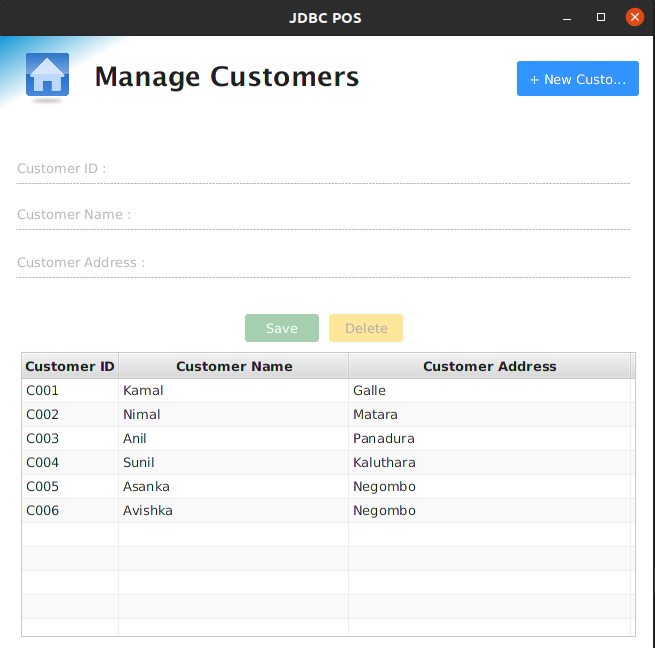 JDBC POS
Manage Customers
+ New Custo...
Customer ID :
Customer Name :
Customer Address :
Save Delete
Customer ID Customer Name Customer Address
C001 Kamal Galle
C002 Nimal Matara
C003 Anil Panadura
C004 Sunil Kaluthara
C005 Asanka Negombo
C006 Avishka Negombo